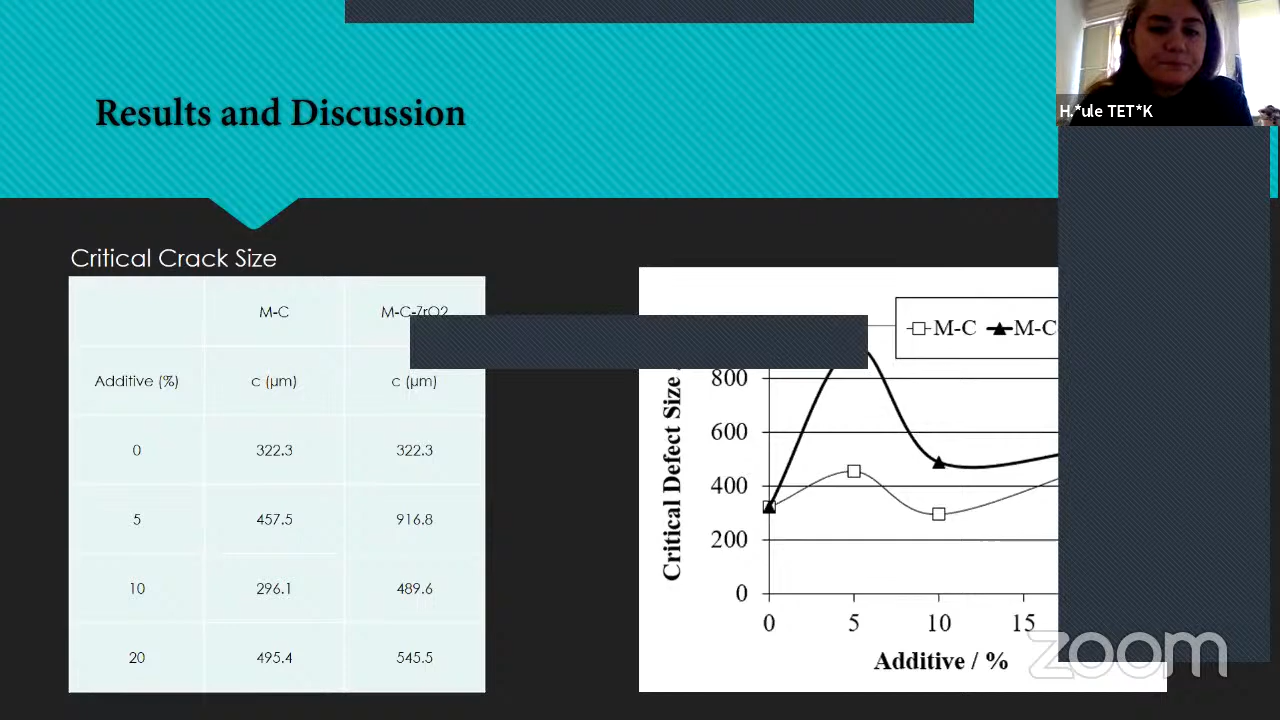 Results and Discussion
H.*ule TET*K
Critical Crack Size
M-C M-C-ZrO2
Additive (%) c (µm) c (µm)
0 322.3 322.3
5 457.5 916.8
10 296.1 489.6
20 495.4 545.5
M-C M-C
Critical Defect Size
800
600
400
200
0
0 5 10 15
Additive / %
zoom